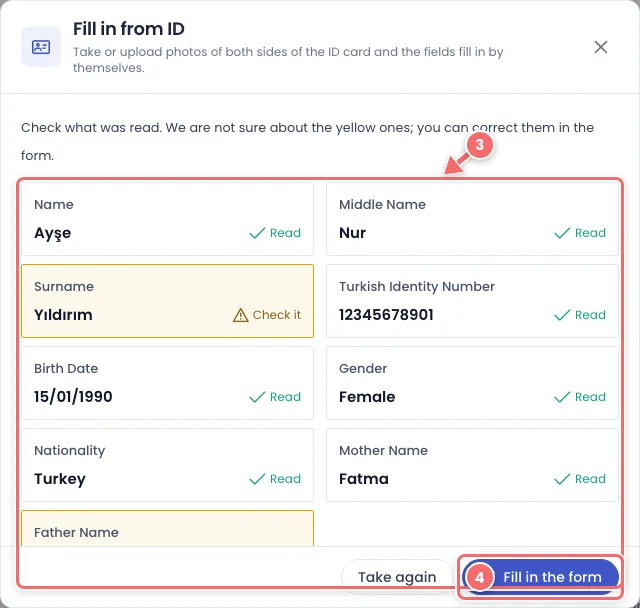 Fill in from ID
Take or upload photos of both sides of the ID card and the fields fill in by
themselves.
Check what was read. We are not sure about the yellow ones; you can correct them in the
form.
3
Name
Ayşe
Read
Middle Name
Nur
Read
Surname
Yıldırım
Check it
Turkish Identity Number
12345678901
Read
Birth Date
15/01/1990
Read
Gender
Female
Read
Nationality
Turkey
Read
Mother Name
Fatma
Read
Father Name
Take again
4
Fill in the form